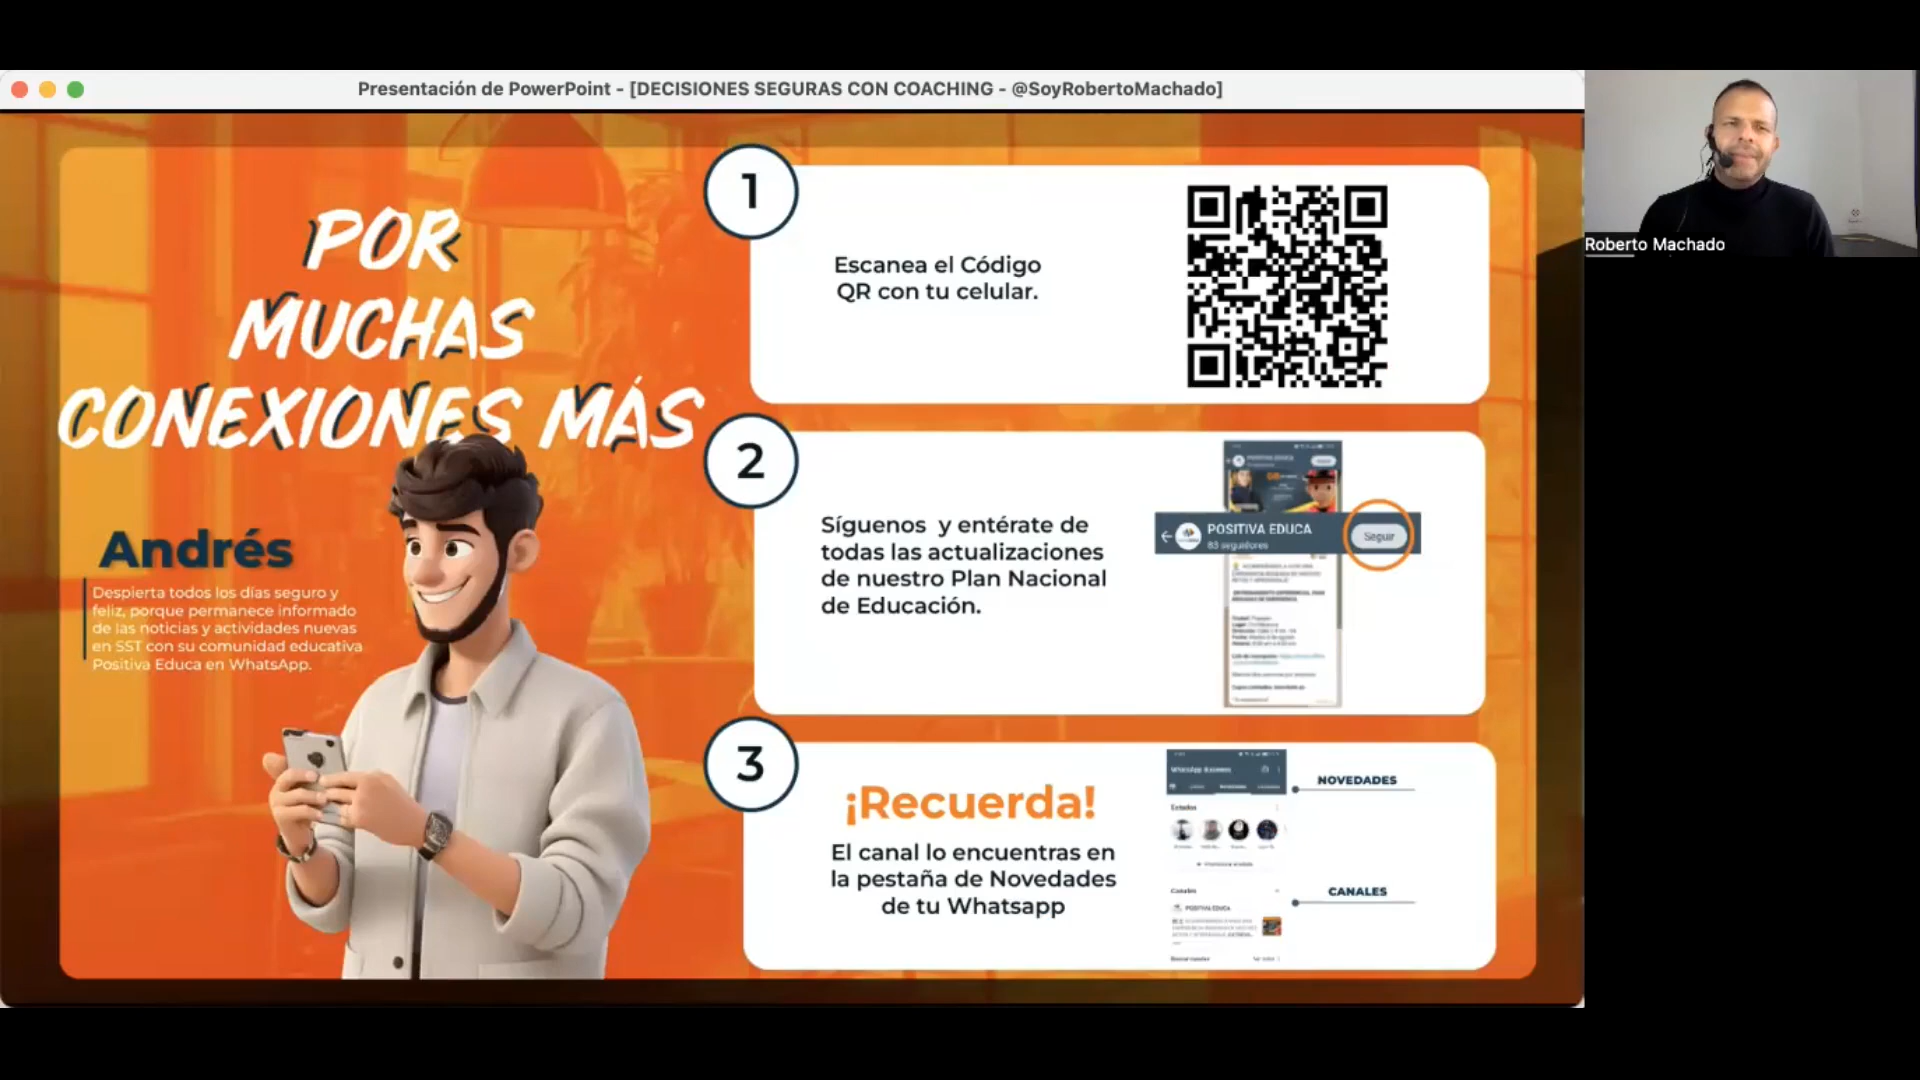 Presentación de PowerPoint - [DECISIONES SEGURAS CON COACHING - @SoyRobertoMachado]
POR
MUCHAS
CONEXIONES MÁS
Andrés
Despierta todos los días seguro y
feliz, porque permanece informado
de las noticias y actividades nuevas
en SST con su comunidad educativa
Positiva Educa en WhatsApp.
1
Escanea el Código
QR con tu celular.
2
Síguenos y entérate de
todas las actualizaciones
de nuestro Plan Nacional
de Educación.
POSITIVA EDUCA
83 seguidores
Seguir
3
¡Recuerda!
El canal lo encuentras en
la pestaña de Novedades
de tu Whatsapp
WhatsApp Business
NOVEDADES
Estados
Canales
CANALES
POSITIVA EDUCA
Roberto Machado